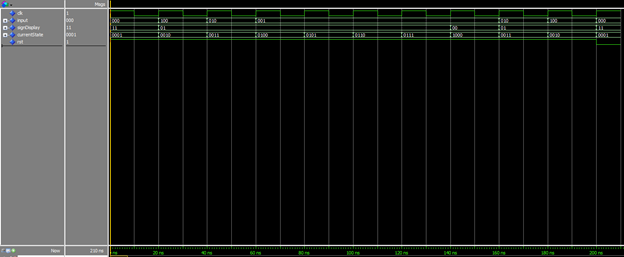 Msgs
clk 1
input 000 000 100 010 001 010 100 000
signDisplay 11 11 01 00 01 11
currentState 0001 0001 0010 0011 0100 0101 0110 0111 1000 0011 0010 0001
rst 1
Now 210 ns ns 20 ns 40 ns 60 ns 80 ns 100 ns 120 ns 140 ns 160 ns 180 ns 200 ns